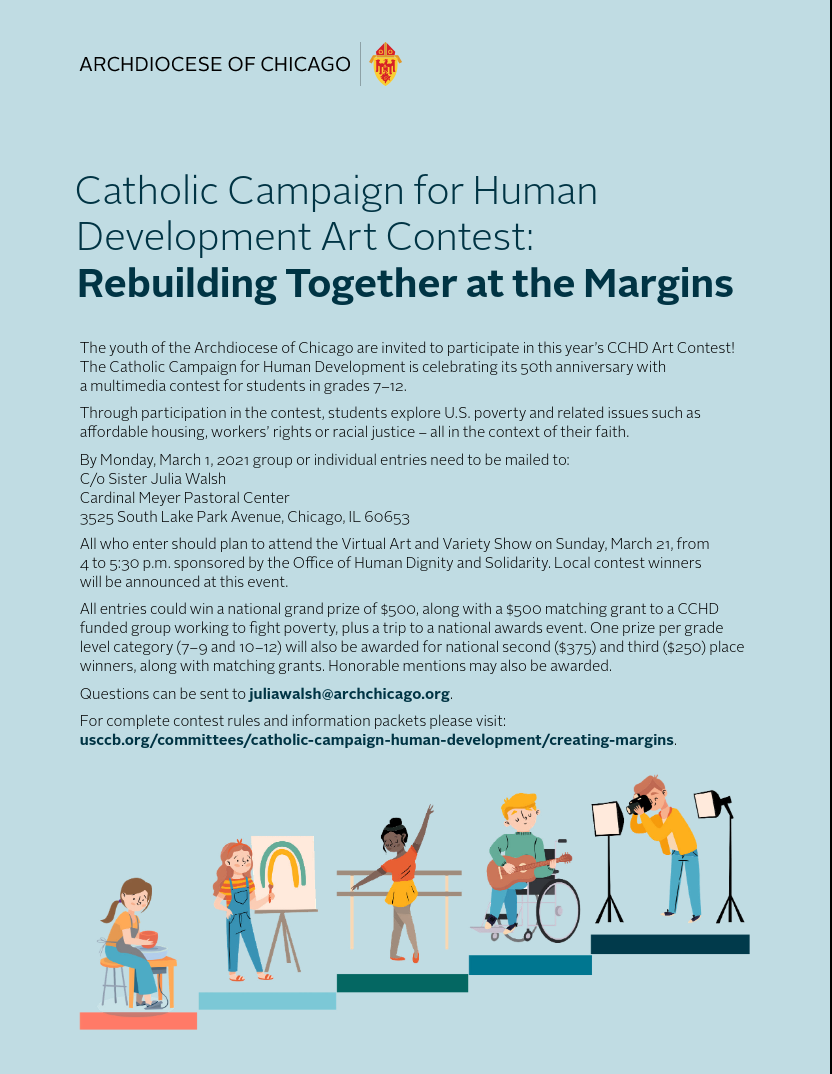 ARCHDIOCESE OF CHICAGO
Catholic Campaign for Human
Development Art Contest:
Rebuilding Together at the Margins
The youth of the Archdiocese of Chicago are invited to participate in this year's CCHD Art Contest!
The Catholic Campaign for Human Development is celebrating its 50th anniversary with
a multimedia contest for students in grades 7–12.
Through participation in the contest, students explore U.S. poverty and related issues such as
affordable housing, workers' rights or racial justice – all in the context of their faith.
By Monday, March 1, 2021 group or individual entries need to be mailed to:
C/o Sister Julia Walsh
Cardinal Meyer Pastoral Center
3525 South Lake Park Avenue, Chicago, IL 60653
All who enter should plan to attend the Virtual Art and Variety Show on Sunday, March 21, from
4 to 5:30 p.m. sponsored by the Office of Human Dignity and Solidarity. Local contest winners
will be announced at this event.
All entries could win a national grand prize of $500, along with a $500 matching grant to a CCHD
funded group working to fight poverty, plus a trip to a national awards event. One prize per grade
level category (7–9 and 10–12) will also be awarded for national second ($375) and third ($250) place
winners, along with matching grants. Honorable mentions may also be awarded.
Questions can be sent to juliawalsh@archchicago.org.
For complete contest rules and information packets please visit:
usccb.org/committees/catholic-campaign-human-development/creating-margins.